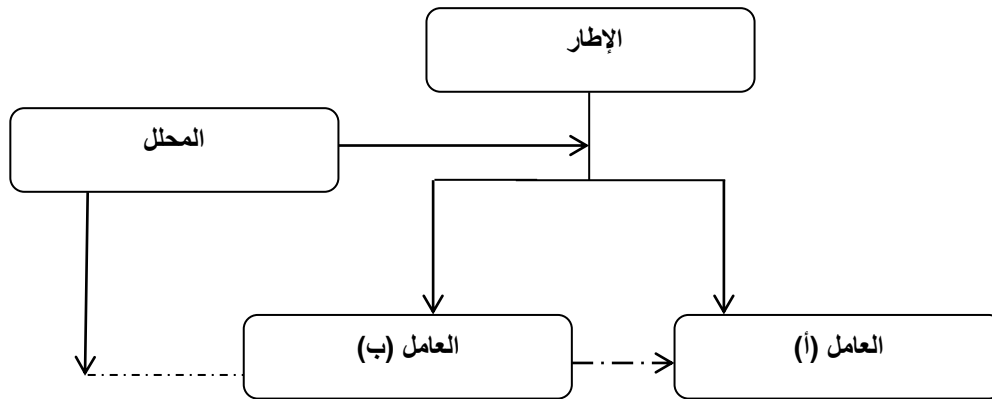 الإطار
المحلل
العامل (أ)
العامل (ب)